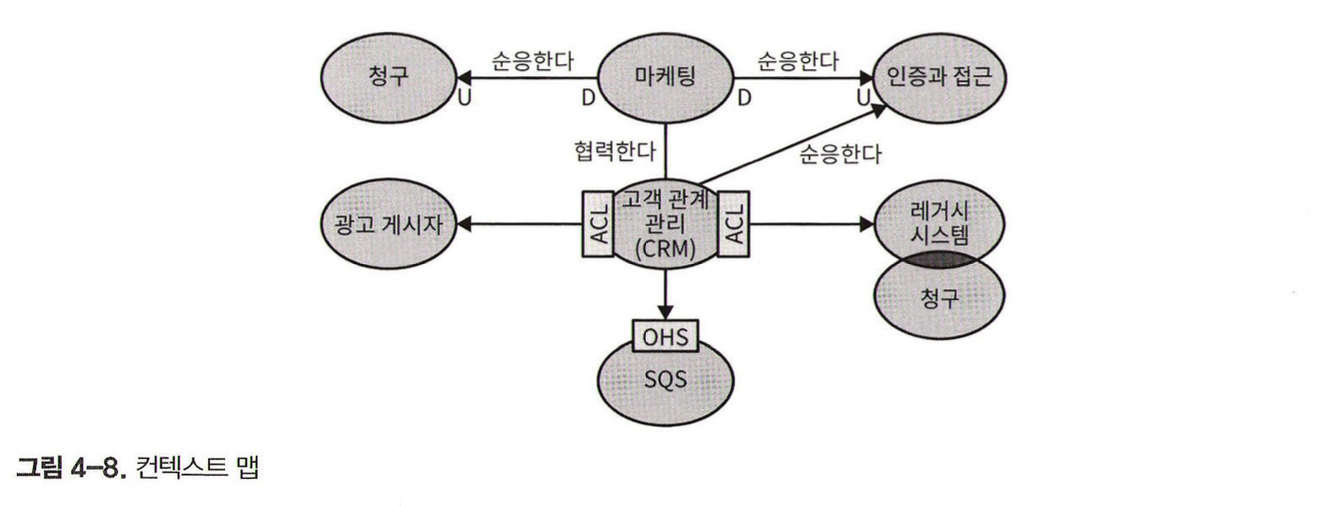 청구
순응한다
마케팅
순응한다
인증과 접근
U
D
D
U
협력한다
순응한다
광고 게시자
ACL
고객 관계
관리
(CRM)
ACL
레거시
시스템
청구
OHS
SQS
그림 4-8. 컨텍스트 맵